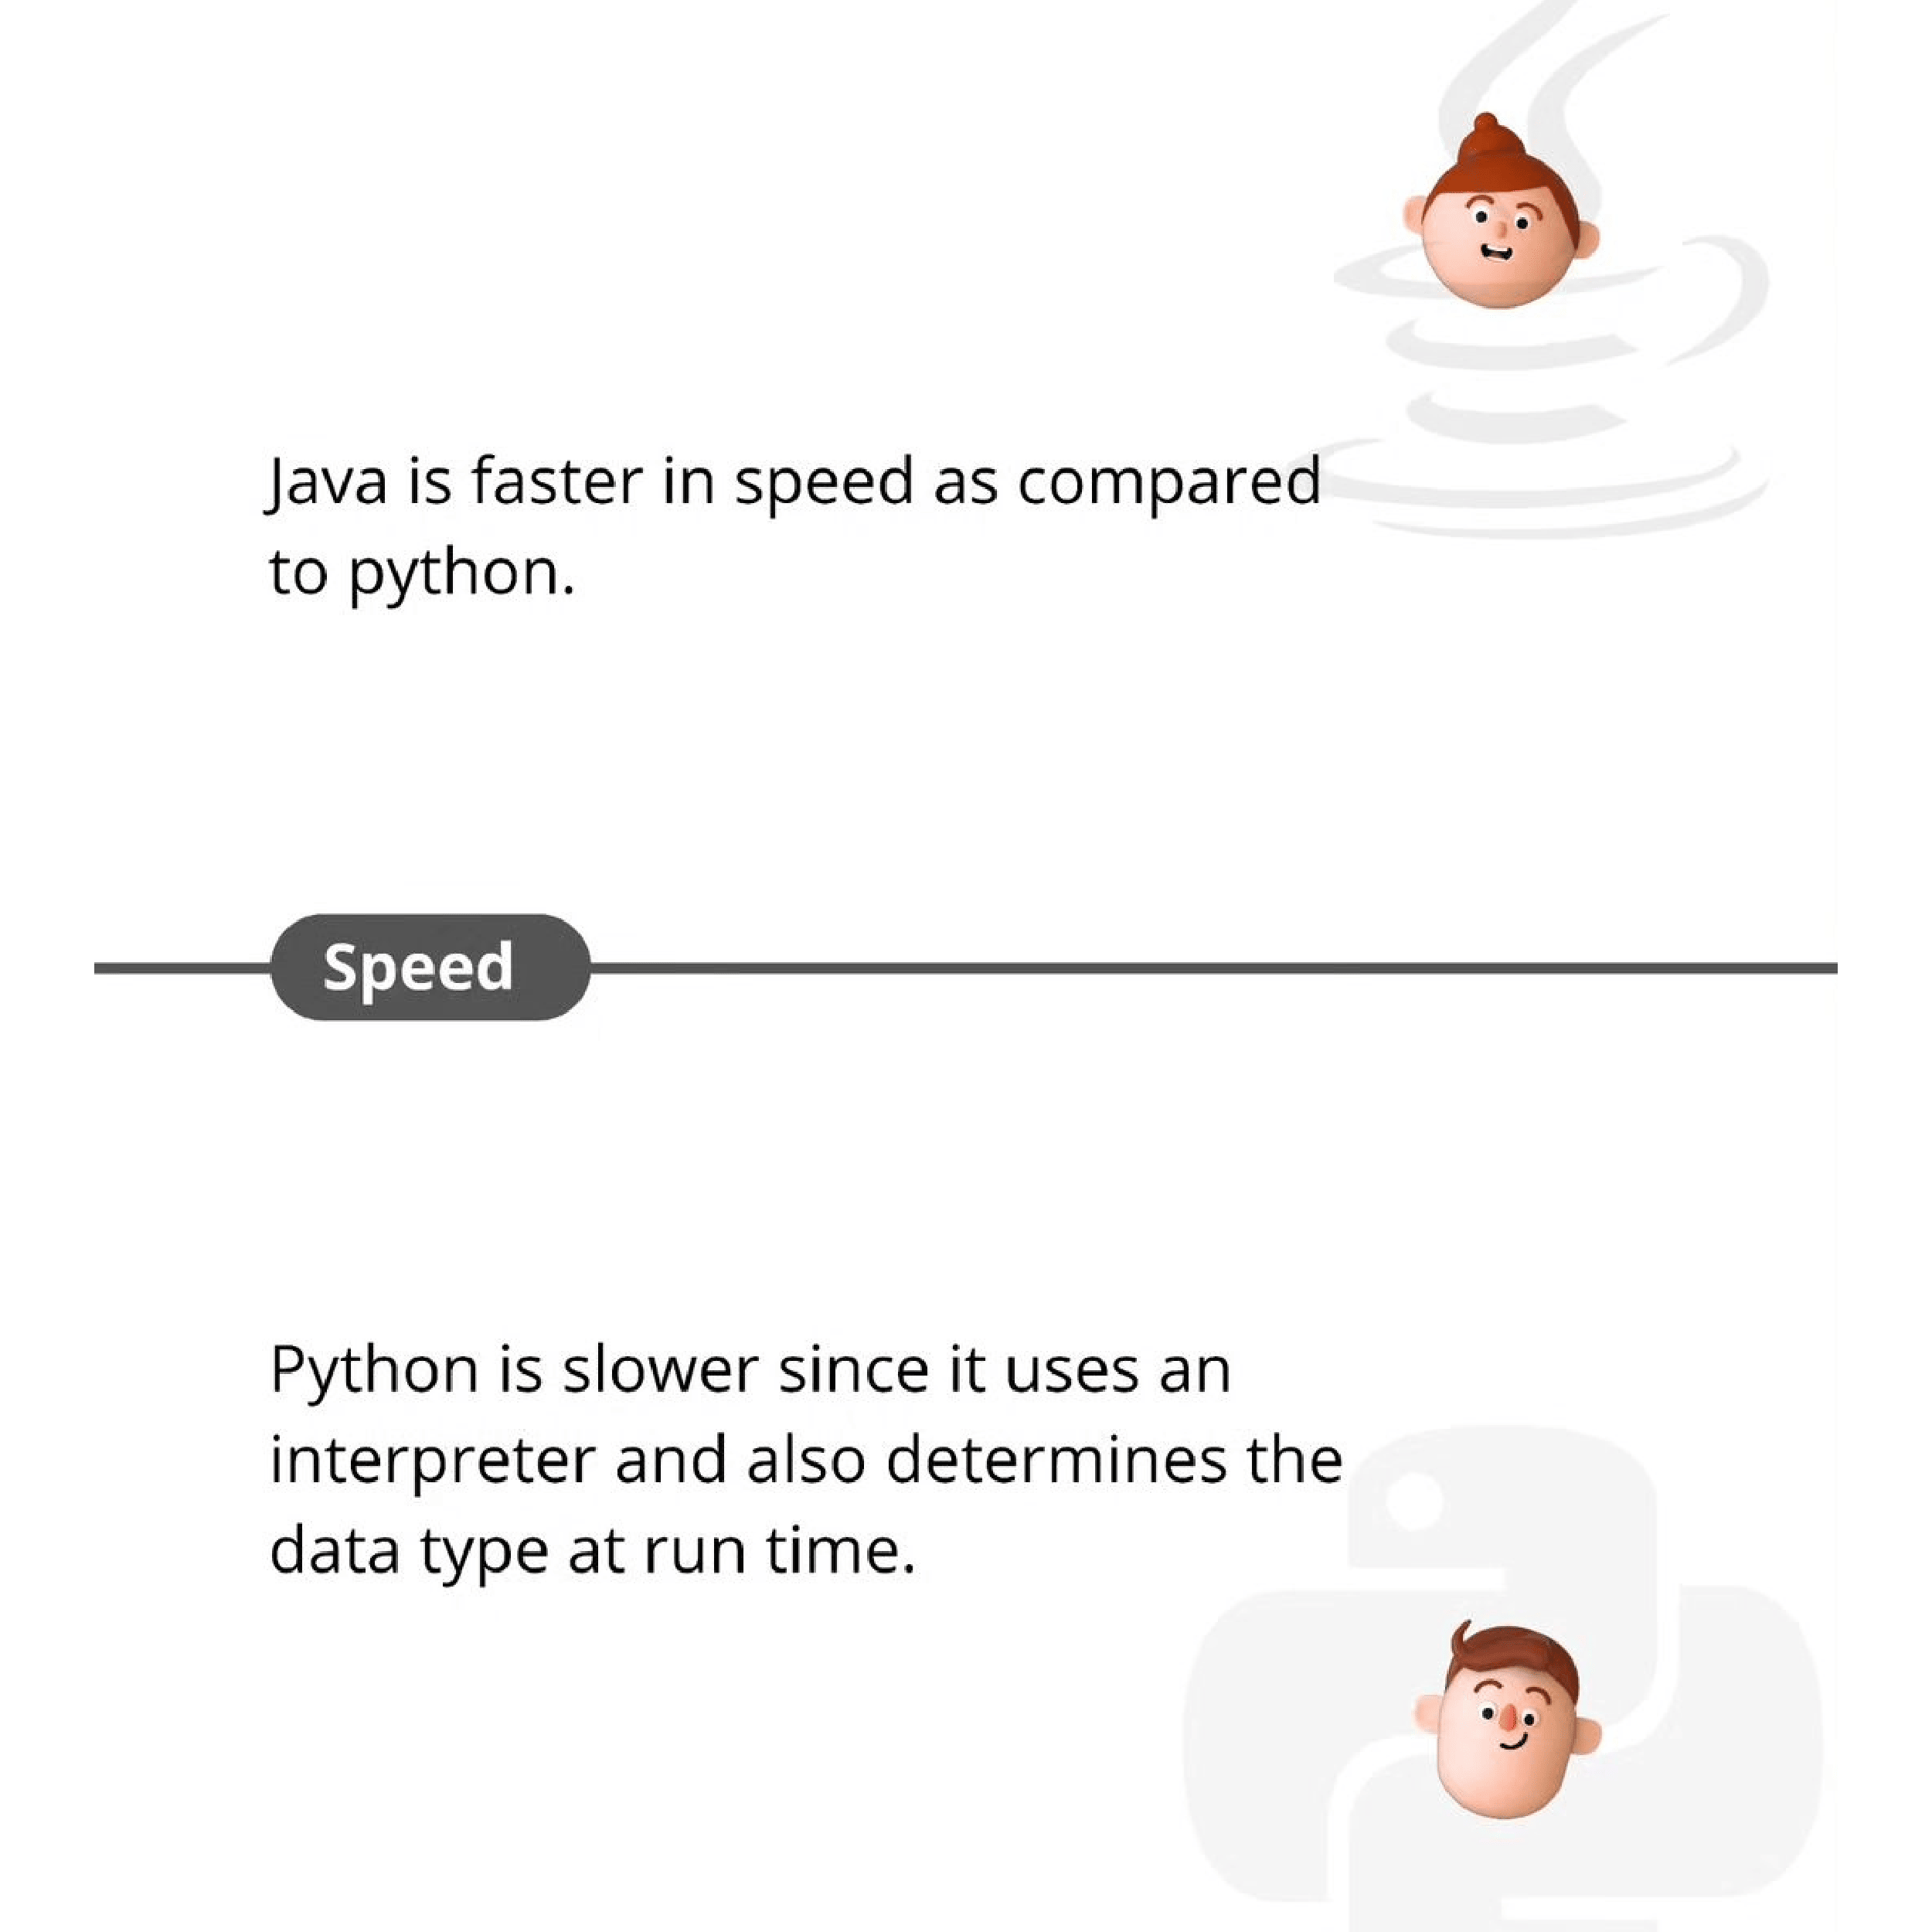 Java is faster in speed as compared
to python.
Speed
Python is slower since it uses an
interpreter and also determines the
data type at run time.